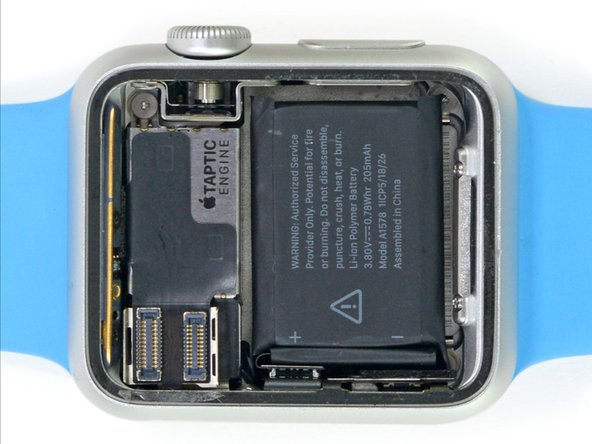 TAPTIC
ENGINE
WARNING: Authorized Service
Provider Only. Potential for fire
or burning. Do not disassemble,
puncture, crush, heat, or burn.
Li-ion Polymer Battery
3.80V⎓0.78Whr 205mAh
Model A1578 1ICP5/18/26
Assembled in China
+ −